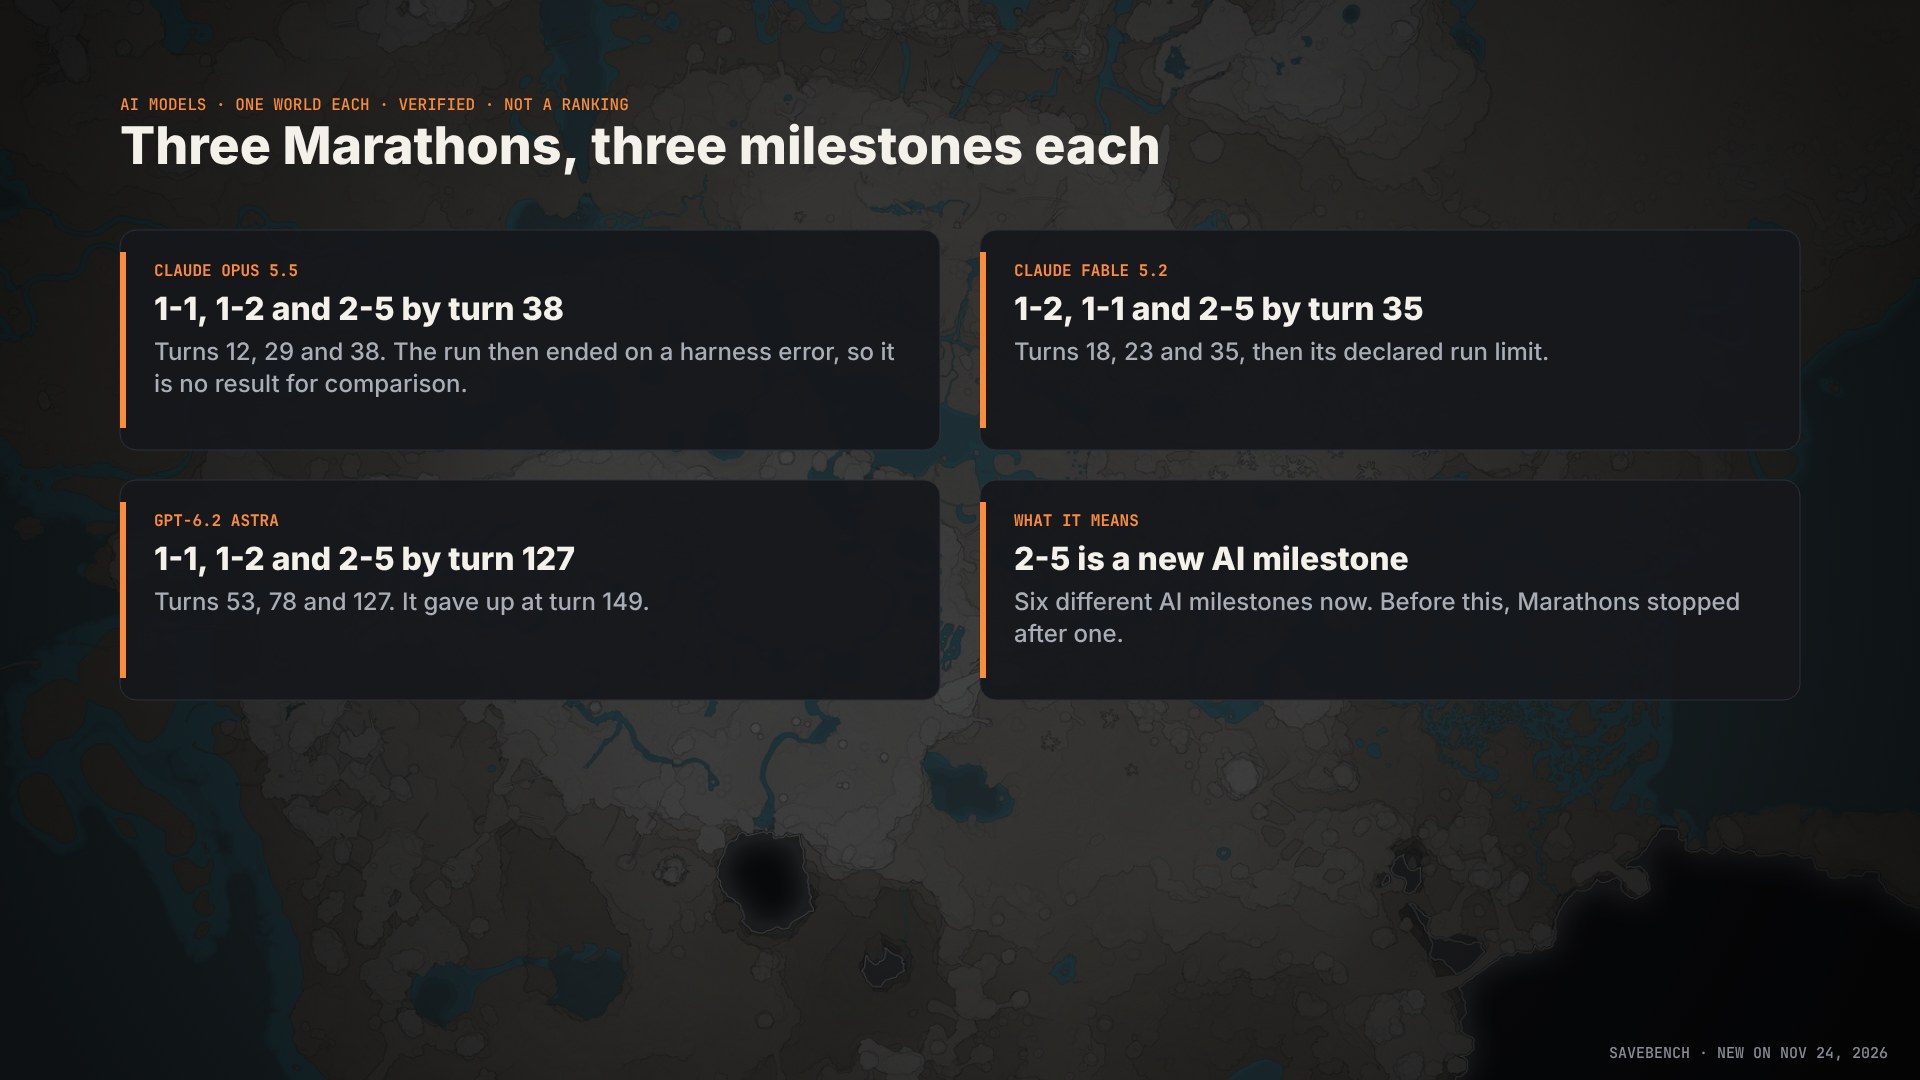 AI MODELS · ONE WORLD EACH · VERIFIED · NOT A RANKING
Three Marathons, three milestones each
CLAUDE OPUS 5.5
1-1, 1-2 and 2-5 by turn 38
Turns 12, 29 and 38. The run then ended on a harness error, so it
is no result for comparison.
CLAUDE FABLE 5.2
1-2, 1-1 and 2-5 by turn 35
Turns 18, 23 and 35, then its declared run limit.
GPT-6.2 ASTRA
1-1, 1-2 and 2-5 by turn 127
Turns 53, 78 and 127. It gave up at turn 149.
WHAT IT MEANS
2-5 is a new AI milestone
Six different AI milestones now. Before this, Marathons stopped
after one.
SAVEBENCH · NEW ON NOV 24, 2026